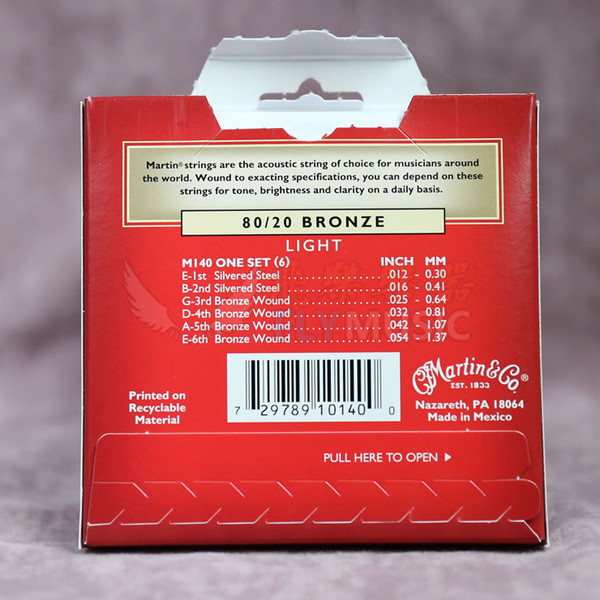 Martin® strings are the acoustic string of choice for musicians around
the world. Wound to exacting specifications, you can depend on these
strings for tone, brightness and clarity on a daily basis.
80/20 BRONZE
LIGHT
M140 ONE SET (6) INCH MM
E-1st Silvered Steel .012 - 0.30
B-2nd Silvered Steel .016 - 0.41
G-3rd Bronze Wound .025 - 0.64
D-4th Bronze Wound .032 - 0.81
A-5th Bronze Wound .042 - 1.07
E-6th Bronze Wound .054 - 1.37
FLYMUSIC
7 29789 10140 0
Printed on
Recyclable
Material
CF Martin & Co
EST. 1833
Nazareth, PA 18064
Made in Mexico
PULL HERE TO OPEN ▶